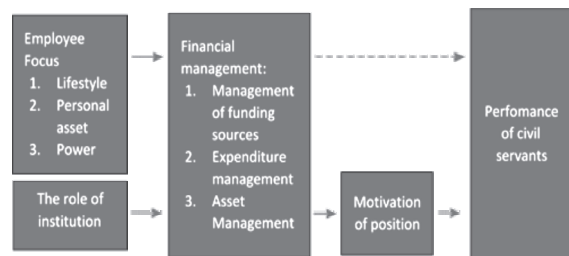 Employee
Focus
1. Lifestyle
2. Personal
asset
3. Power
The role of
institution
Financial
management:
1. Management
of funding
sources
2. Expenditure
management
3. Asset
Management
Motivation
of position
Perfomance
of civil
servants